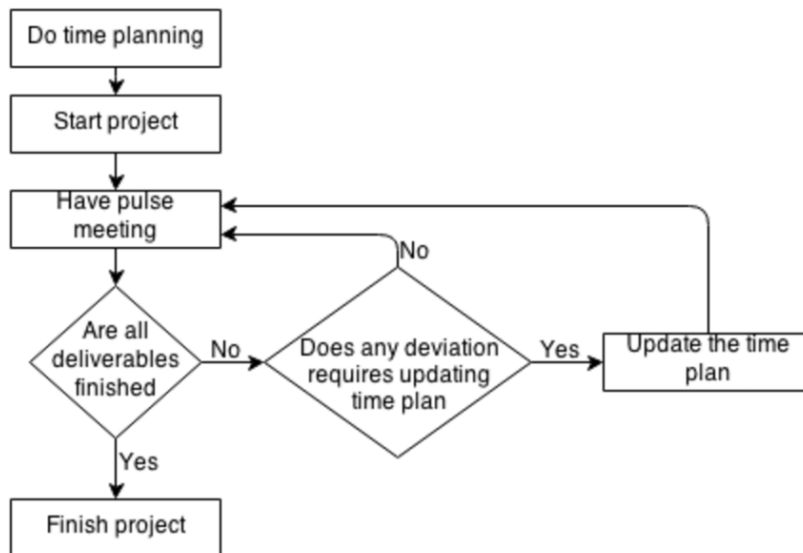 Do time planning
Start project
Have pulse
meeting
No
Are all
deliverables
finished
No
Does any deviation
requires updating
time plan
Yes
Update the time
plan
Yes
Finish project